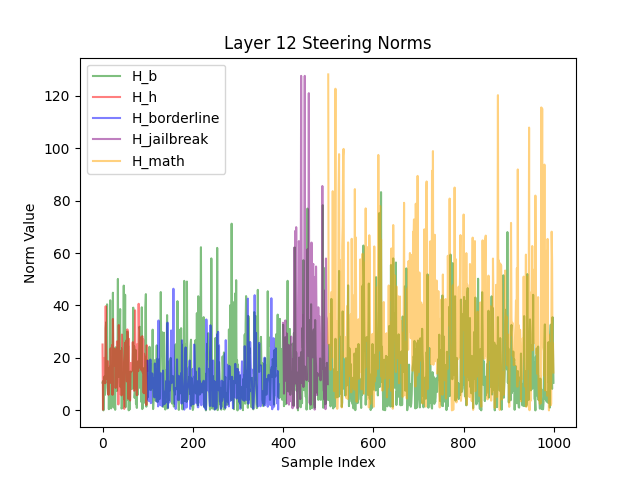 Layer 12 Steering Norms
H_b
H_h
H_borderline
H_jailbreak
H_math
Norm Value
120
100
80
60
40
20
0
0 200 400 600 800 1000
Sample Index